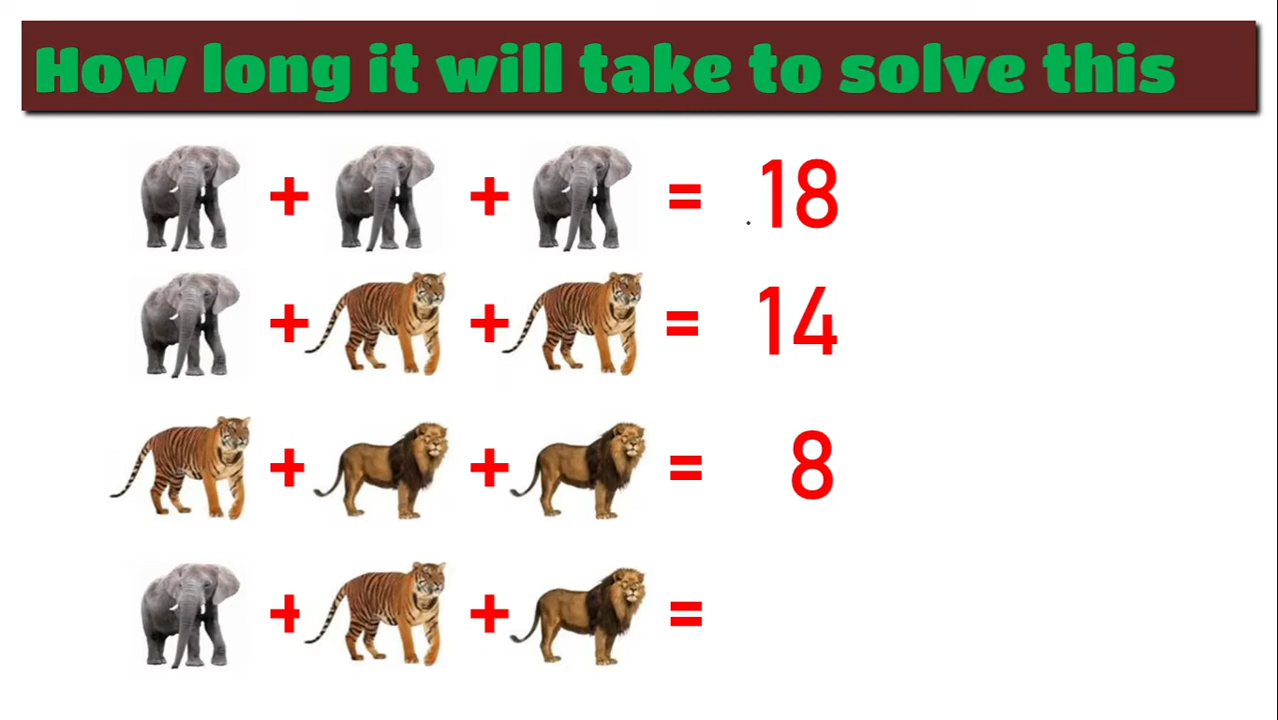 How long it will take to solve this
+ + = 18
+ + = 14
+ + = 8
+ + =